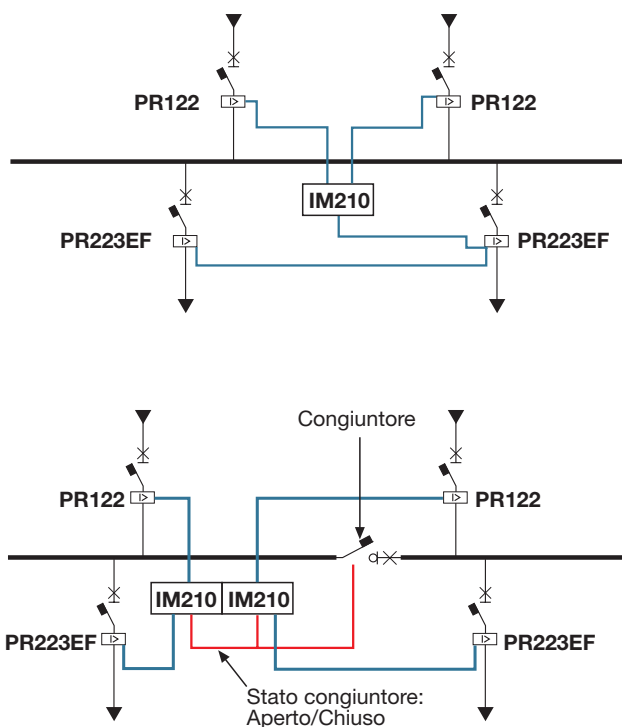 PR122
PR122
IM210
PR223EF
PR223EF
Congiuntore
PR122
PR122
IM210
IM210
PR223EF
PR223EF
Stato congiuntore:
Aperto/Chiuso